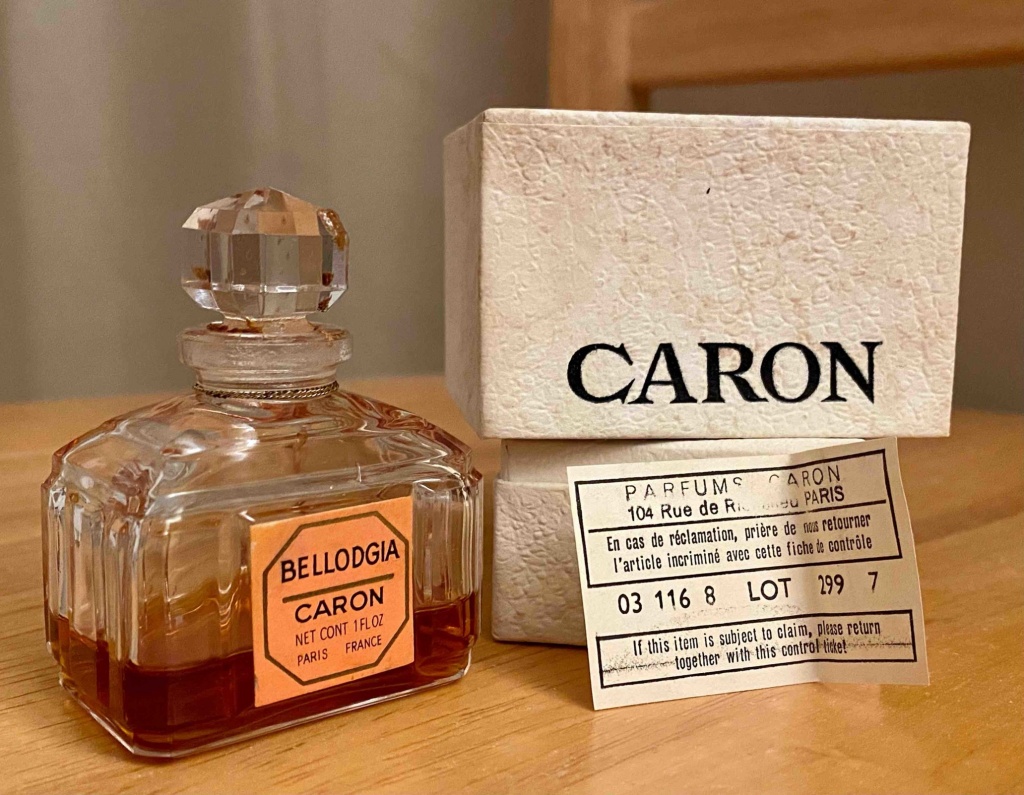 BELLODGIA
CARON
NET CONT 1 FL OZ
PARIS FRANCE
CARON
PARFUMS CARON
104 Rue de PARIS
En cas de réclamation, prière de nous retourner
l'article incriminé avec cette fiche de contrôle
03 116 8 LOT 299 7
If this item is subject to claim, please return
together with this control ticket